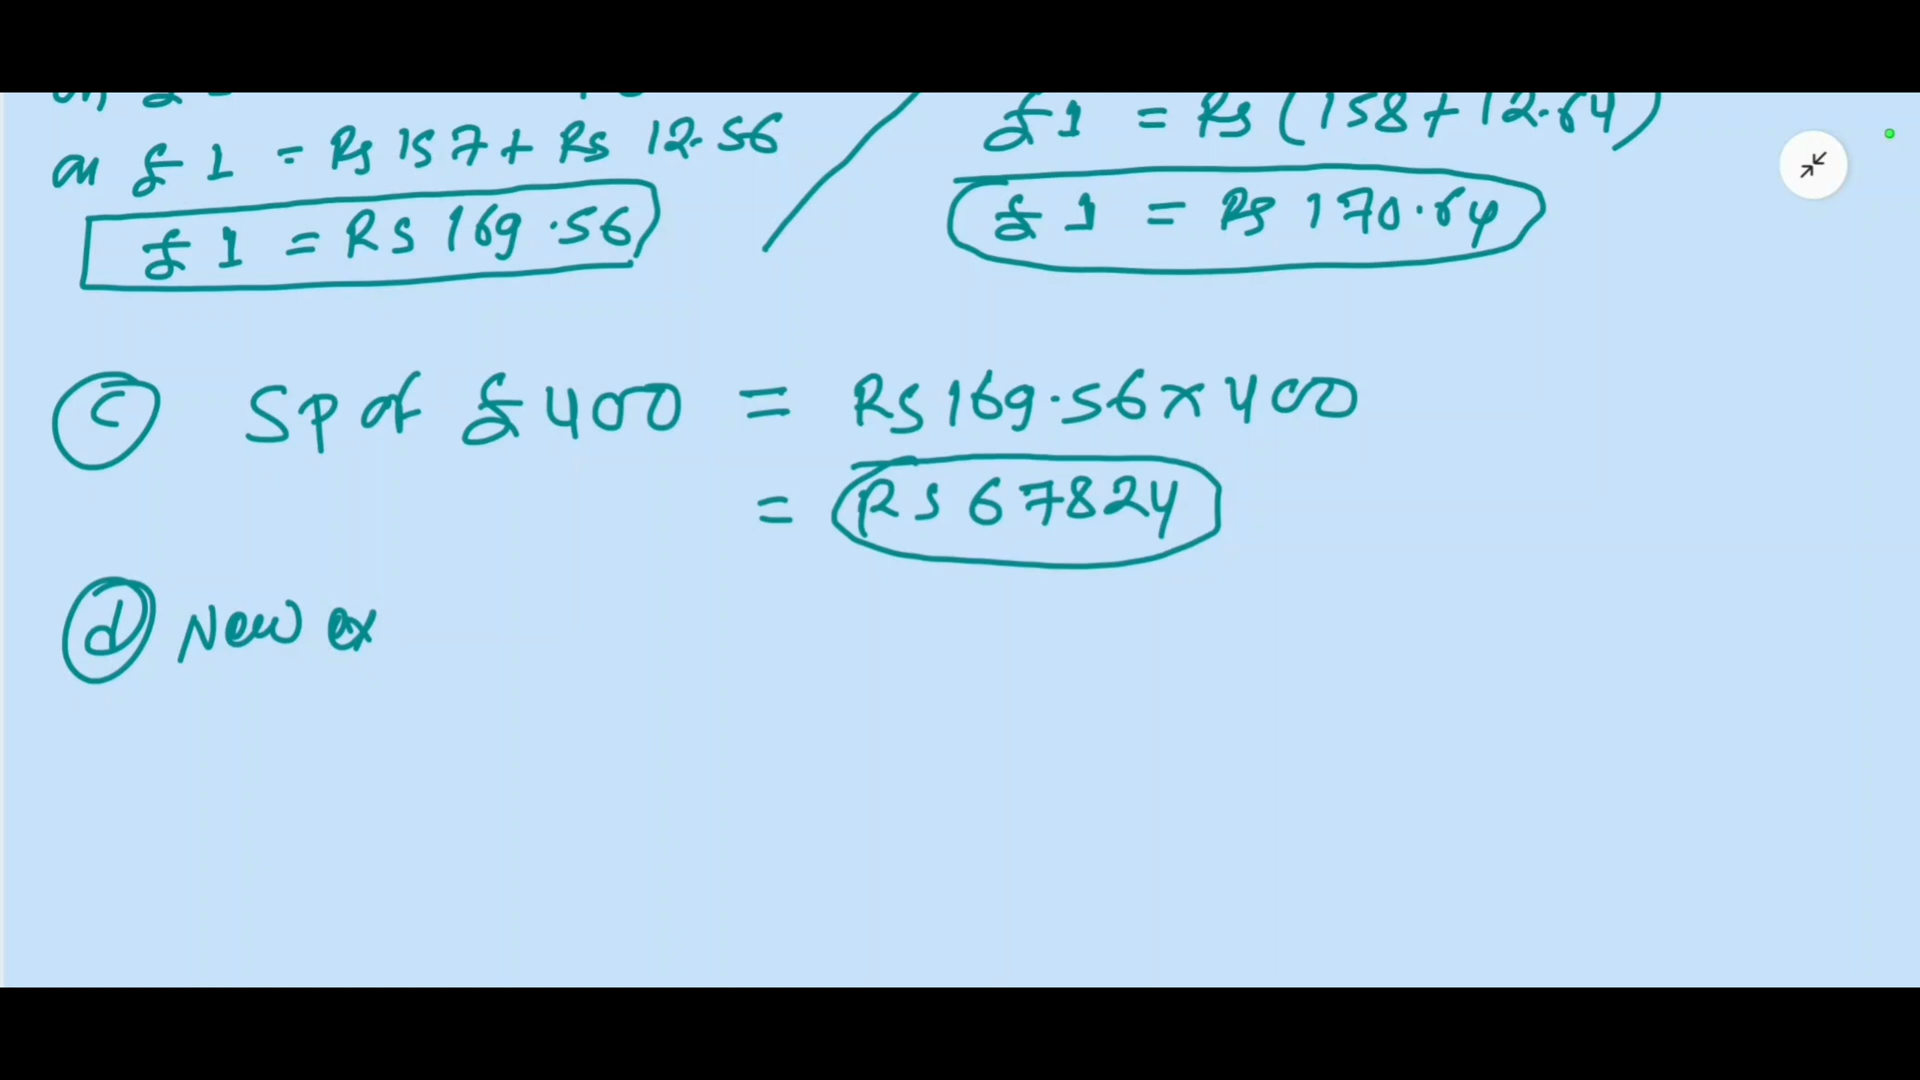 or £ 1 = Rs 157 + Rs 12.56
£ 1 = Rs 169.56
£ 1 = Rs (158 + 12.64)
£ 1 = Rs 170.64
c SP of £ 400 = Rs 169.56 x 400
= Rs 67824
d New ex